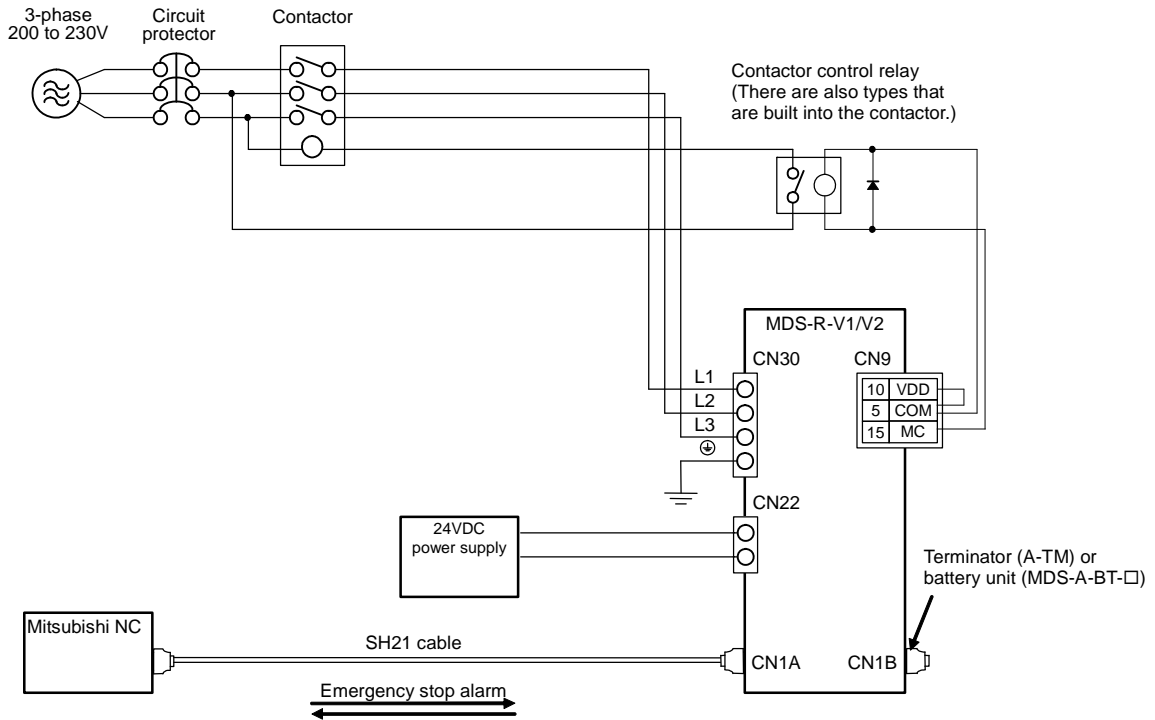 3-phase
200 to 230V
Circuit
protector
Contactor
Contactor control relay
(There are also types that
are built into the contactor.)
MDS-R-V1/V2
CN30
CN9
L1
L2
L3
10 VDD
5 COM
15 MC
CN22
24VDC
power supply
Terminator (A-TM) or
battery unit (MDS-A-BT-□)
Mitsubishi NC
SH21 cable
CN1A
CN1B
Emergency stop alarm